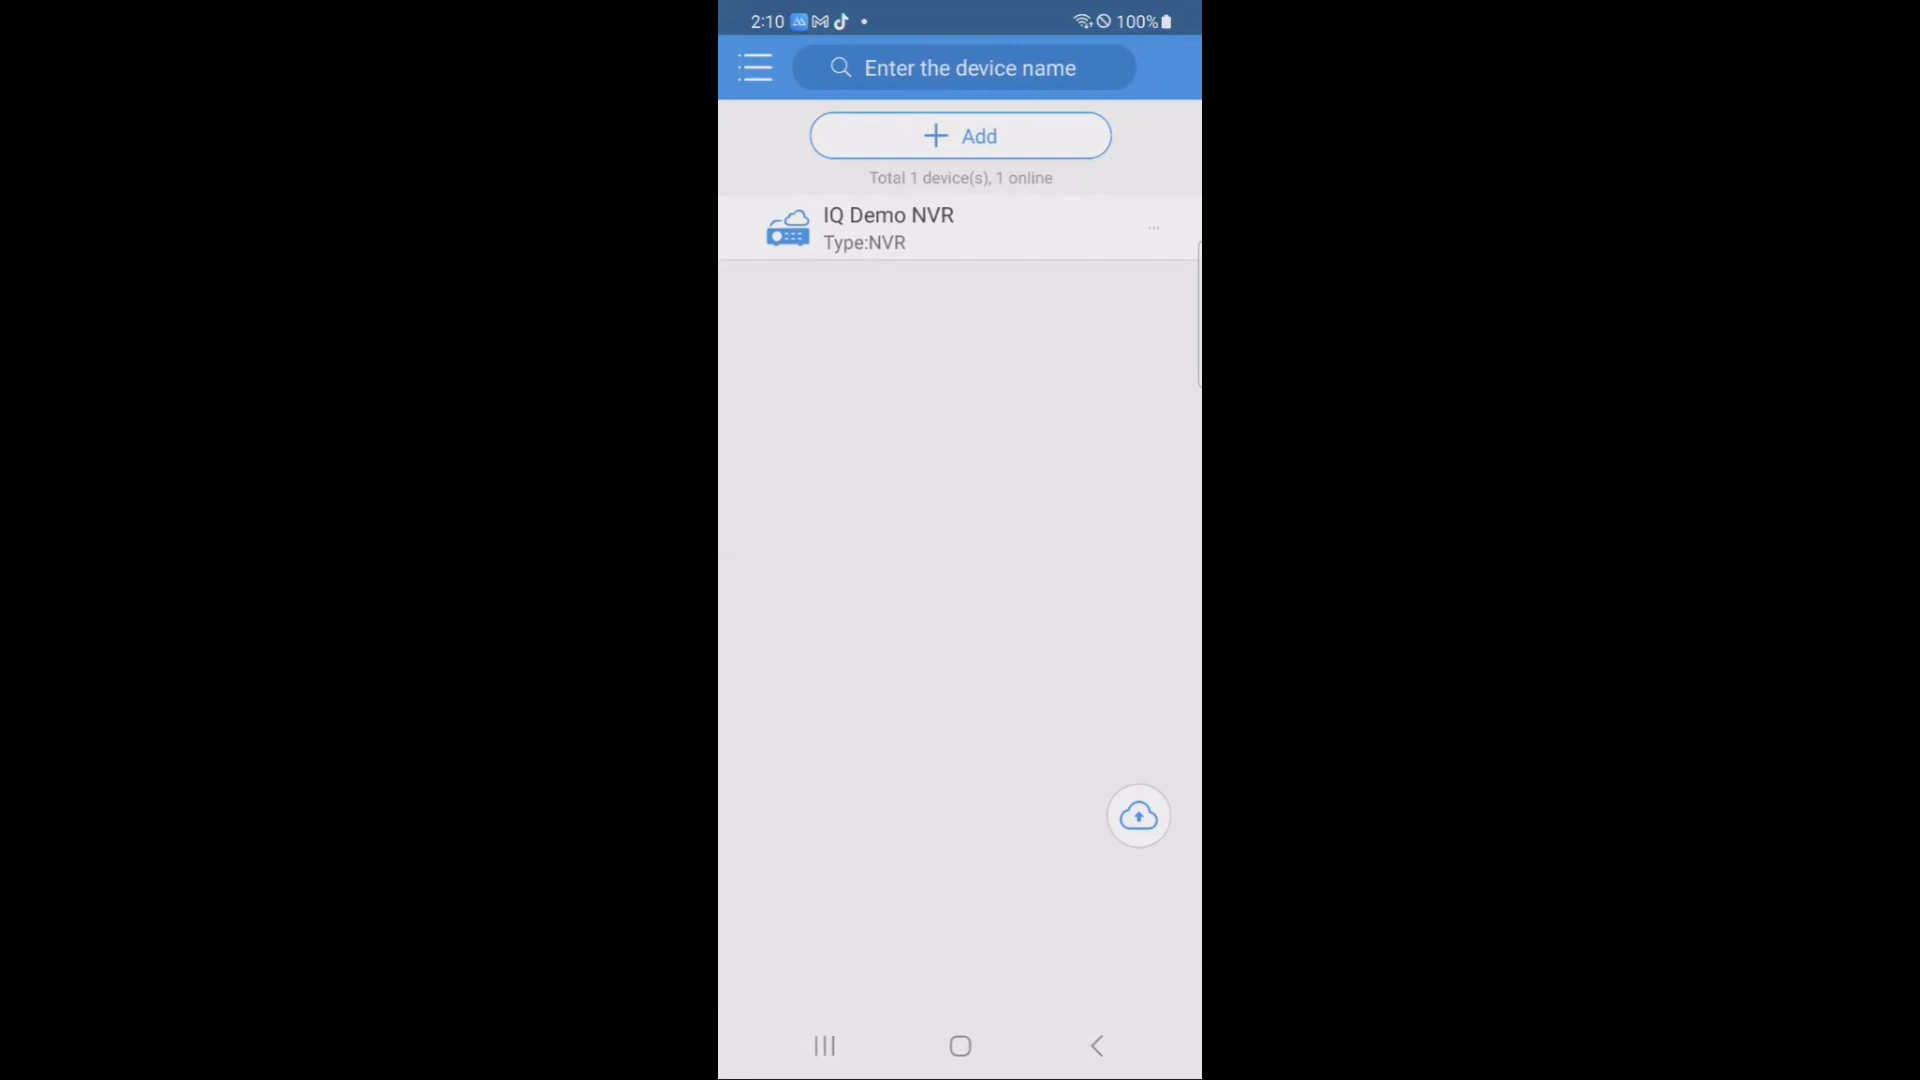 2:10 100%
Enter the device name
Add
Total 1 device(s), 1 online
IQ Demo NVR
Type:NVR